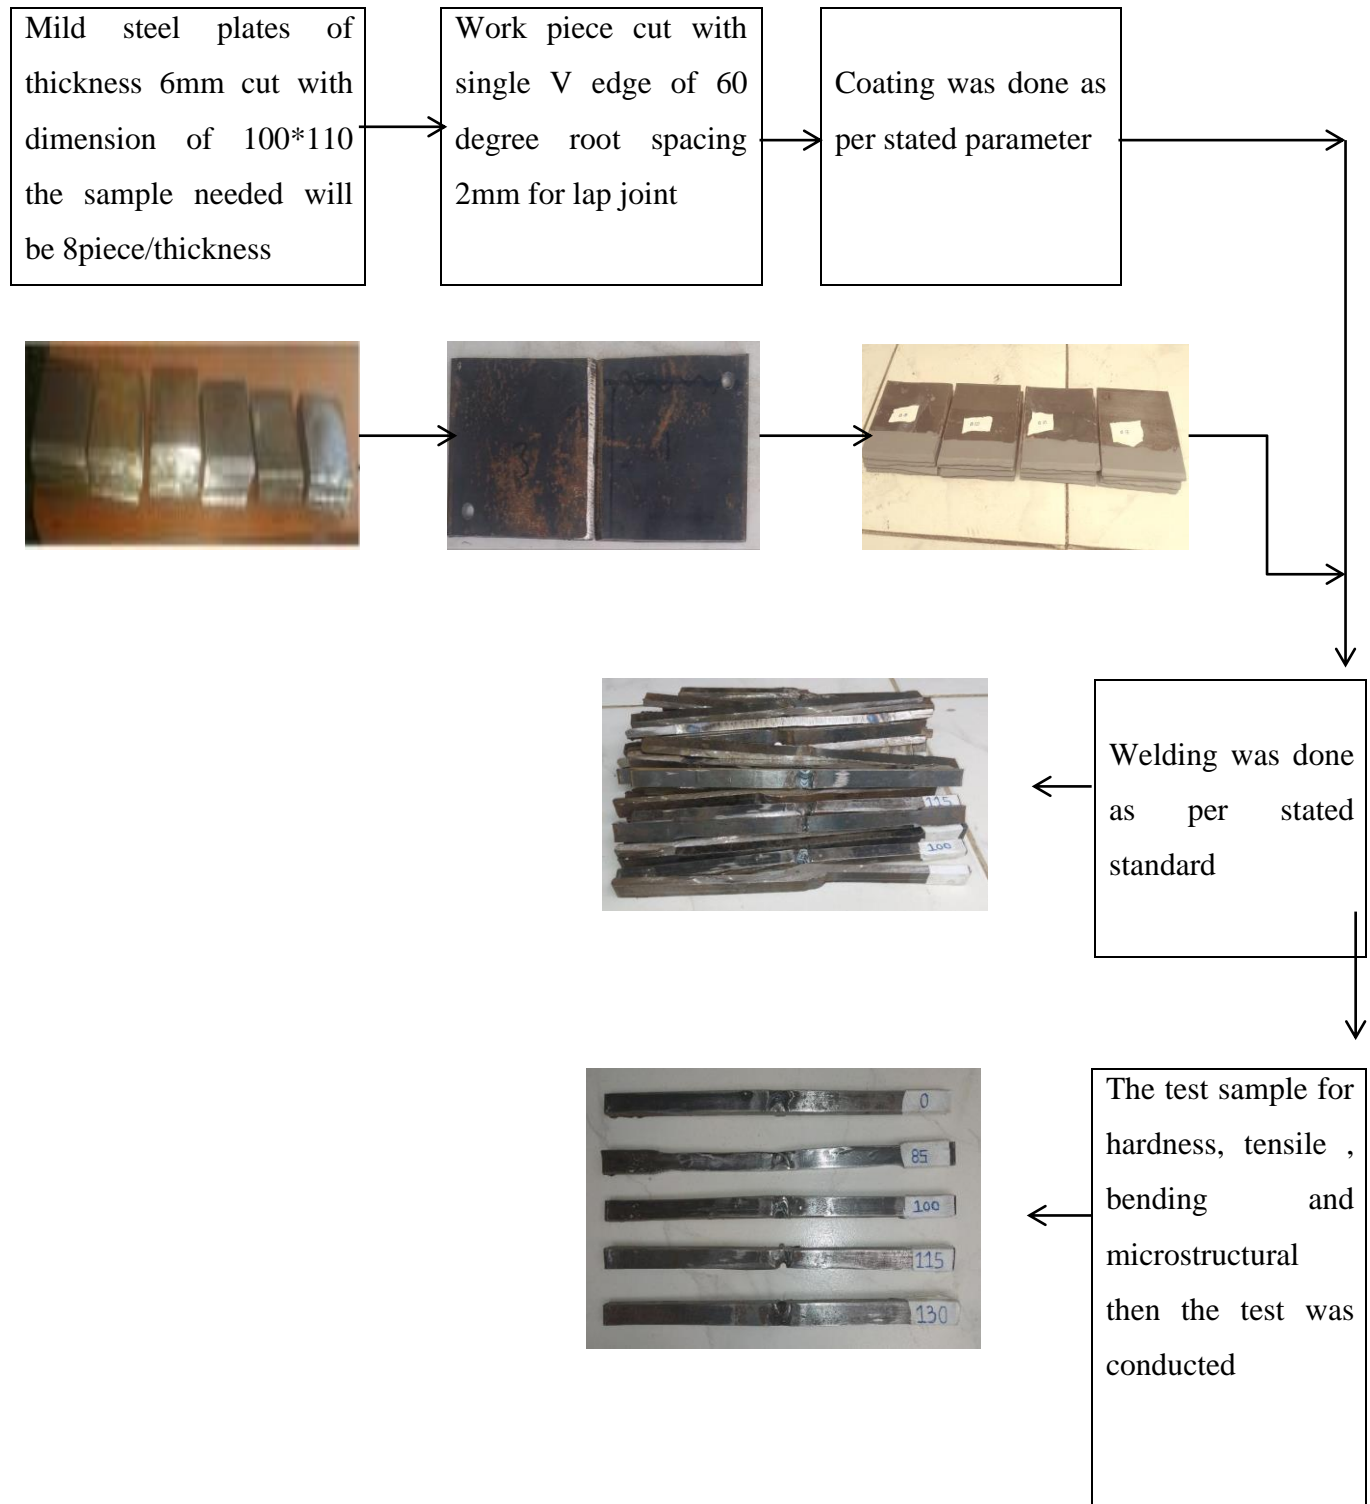 Mild steel plates of
thickness 6mm cut with
dimension of 100*110
the sample needed will
be 8piece/thickness
Work piece cut with
single V edge of 60
degree root spacing
2mm for lap joint
Coating was done as
per stated parameter
115
100
Welding was done
as per stated
standard
0
85
100
115
130
The test sample for
hardness, tensile ,
bending and
microstructural
then the test was
conducted